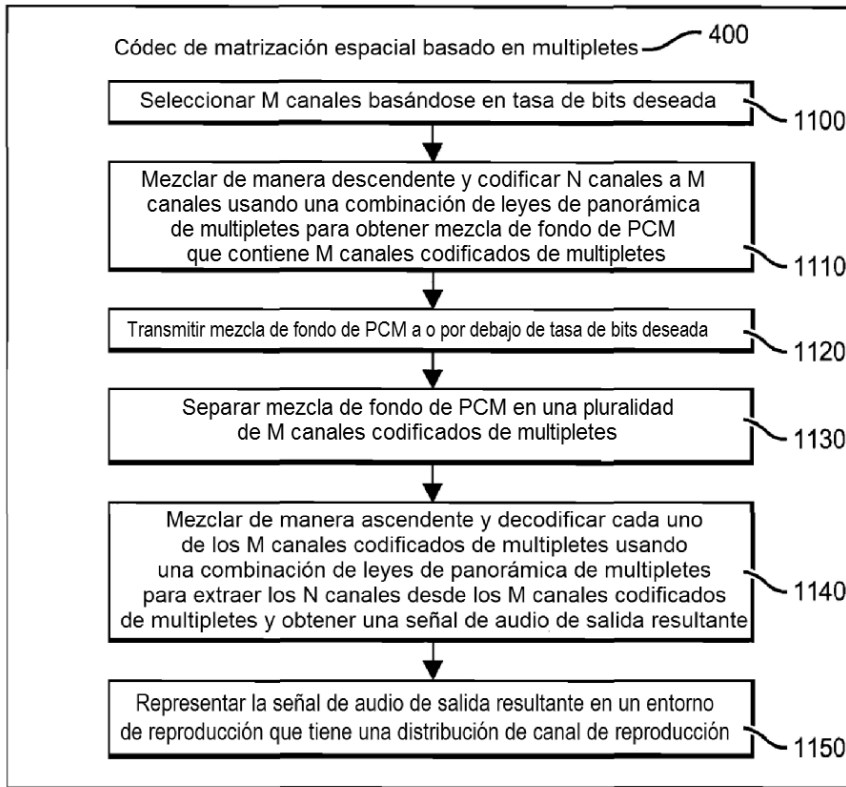 Códec de matrización espacial basado en multipletes 400
Seleccionar M canales basándose en tasa de bits deseada
1100
Mezclar de manera descendente y codificar N canales a M
canales usando una combinación de leyes de panorámica
de multipletes para obtener mezcla de fondo de PCM
que contiene M canales codificados de multipletes
1110
Transmitir mezcla de fondo de PCM a o por debajo de tasa de bits deseada
1120
Separar mezcla de fondo de PCM en una pluralidad
de M canales codificados de multipletes
1130
Mezclar de manera ascendente y decodificar cada uno
de los M canales codificados de multipletes usando
una combinación de leyes de panorámica de multipletes
para extraer los N canales desde los M canales codificados
de multipletes y obtener una señal de audio de salida resultante
1140
Representar la señal de audio de salida resultante en un entorno
de reproducción que tiene una distribución de canal de reproducción
1150